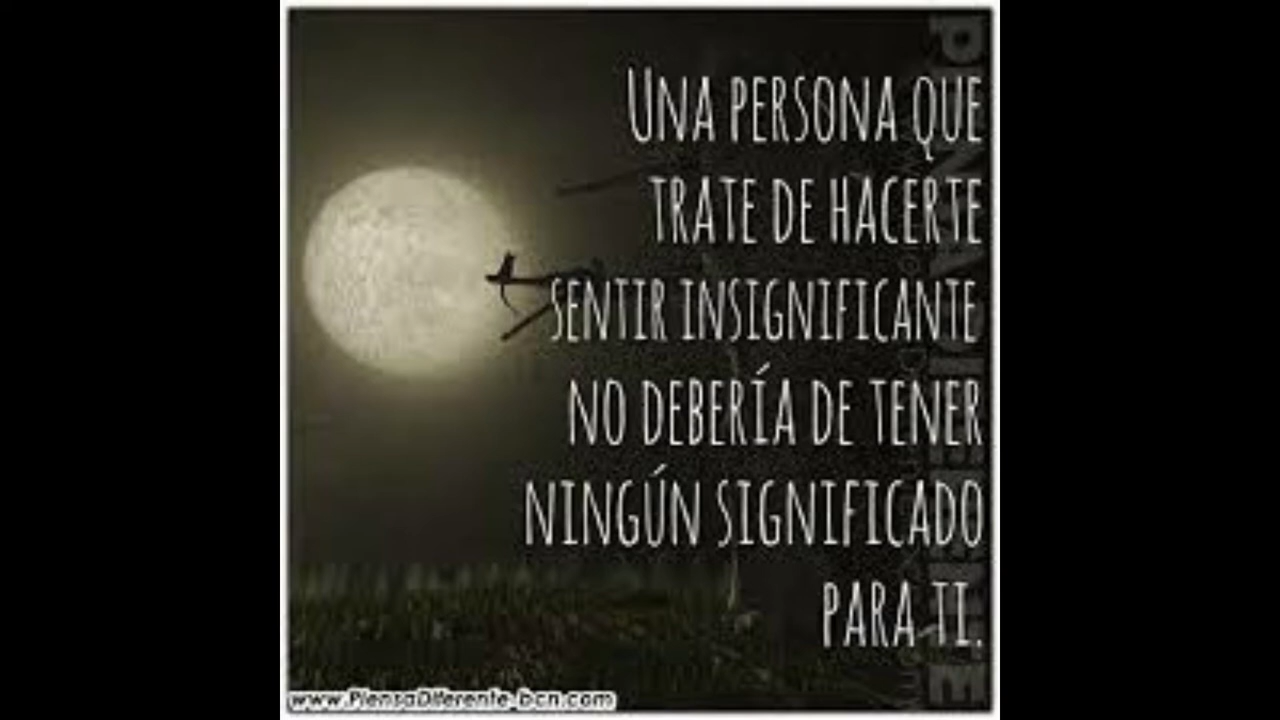 Una persona que
trate de hacerte
sentir insignificante
no debería de tener
ningún significado
para ti.
www.PiensaDiferente-bcn.com